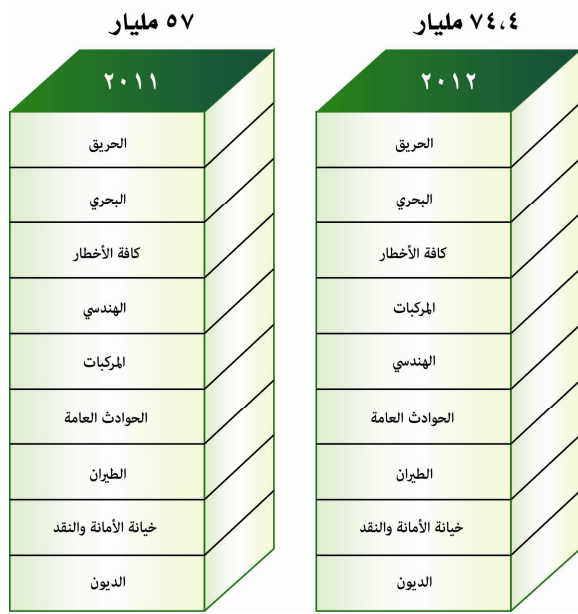 ٧٤،٤ مليار
٢٠١٢
الحريق
البحري
كافة الأخطار
المركبات
الهندسي
الحوادث العامة
الطيران
خيانة الأمانة والنقد
الديون
٥٧ مليار
٢٠١١
الحريق
البحري
كافة الأخطار
الهندسي
المركبات
الحوادث العامة
الطيران
خيانة الأمانة والنقد
الديون